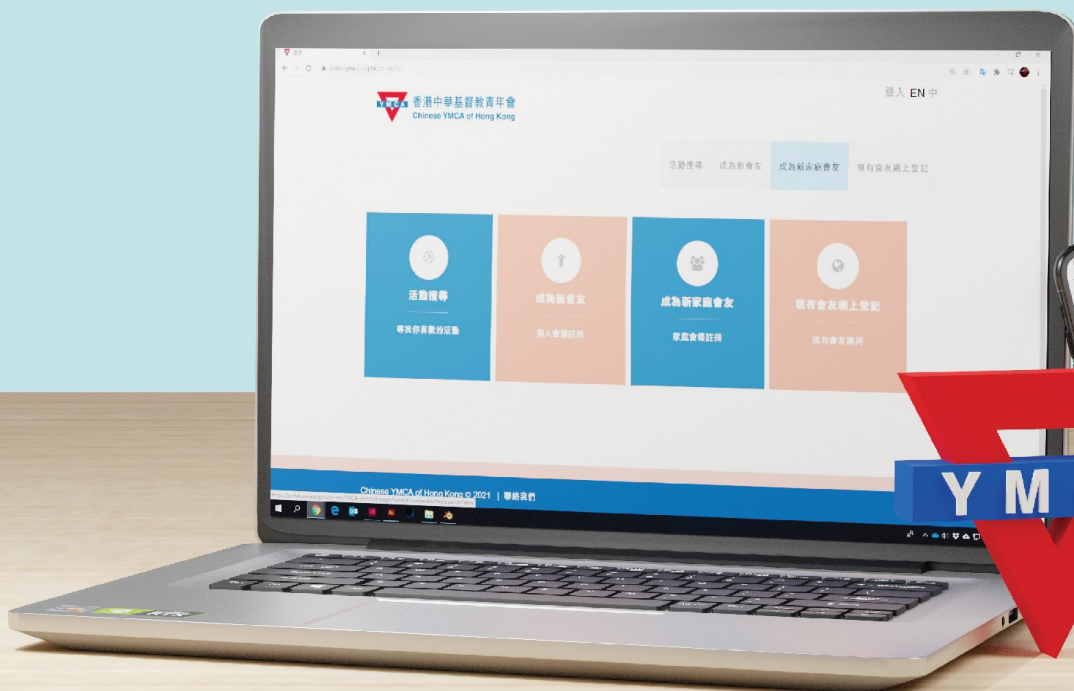 登入 EN 中
YMCA
香港中華基督教青年會
Chinese YMCA of Hong Kong
活動搜尋 成為新會友 成為新家庭會友 現有會友網上登記
活動搜尋
尋找你喜歡的活動
成為新會友
個人會籍註冊
成為新家庭會友
家庭會籍註冊
現有會友網上登記
現有會友專用
Chinese YMCA of Hong Kong © 2021 | 聯絡我們
Y M